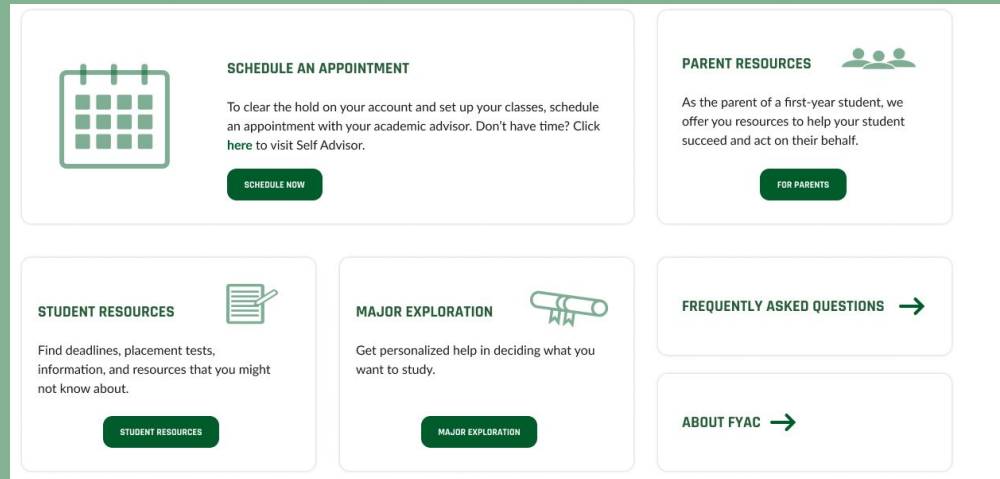 SCHEDULE AN APPOINTMENT
To clear the hold on your account and set up your classes, schedule
an appointment with your academic advisor. Don't have time? Click
here to visit Self Advisor.
SCHEDULE NOW
PARENT RESOURCES
As the parent of a first-year student, we
offer you resources to help your student
succeed and act on their behalf.
FOR PARENTS
STUDENT RESOURCES
Find deadlines, placement tests,
information, and resources that you might
not know about.
STUDENT RESOURCES
MAJOR EXPLORATION
Get personalized help in deciding what you
want to study.
MAJOR EXPLORATION
FREQUENTLY ASKED QUESTIONS
ABOUT FYAC